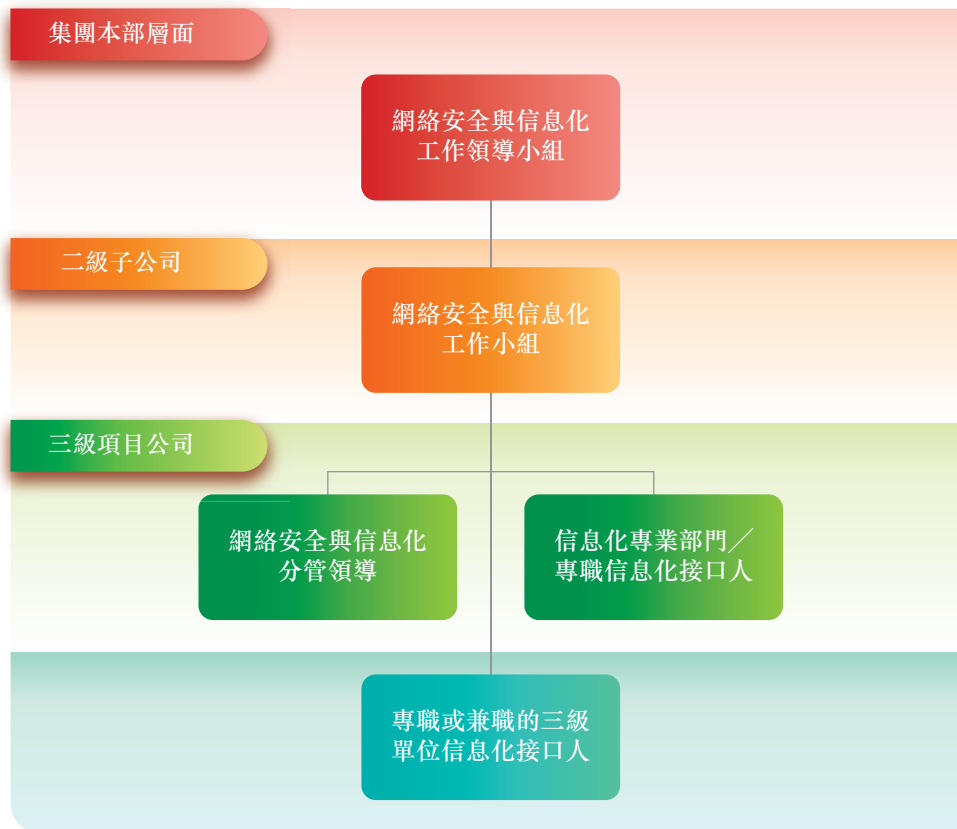 集團本部層面
網絡安全與信息化
工作領導小組
二級子公司
網絡安全與信息化
工作小組
三級項目公司
網絡安全與信息化
分管領導
信息化專業部門／
專職信息化接口人
專職或兼職的三級
單位信息化接口人